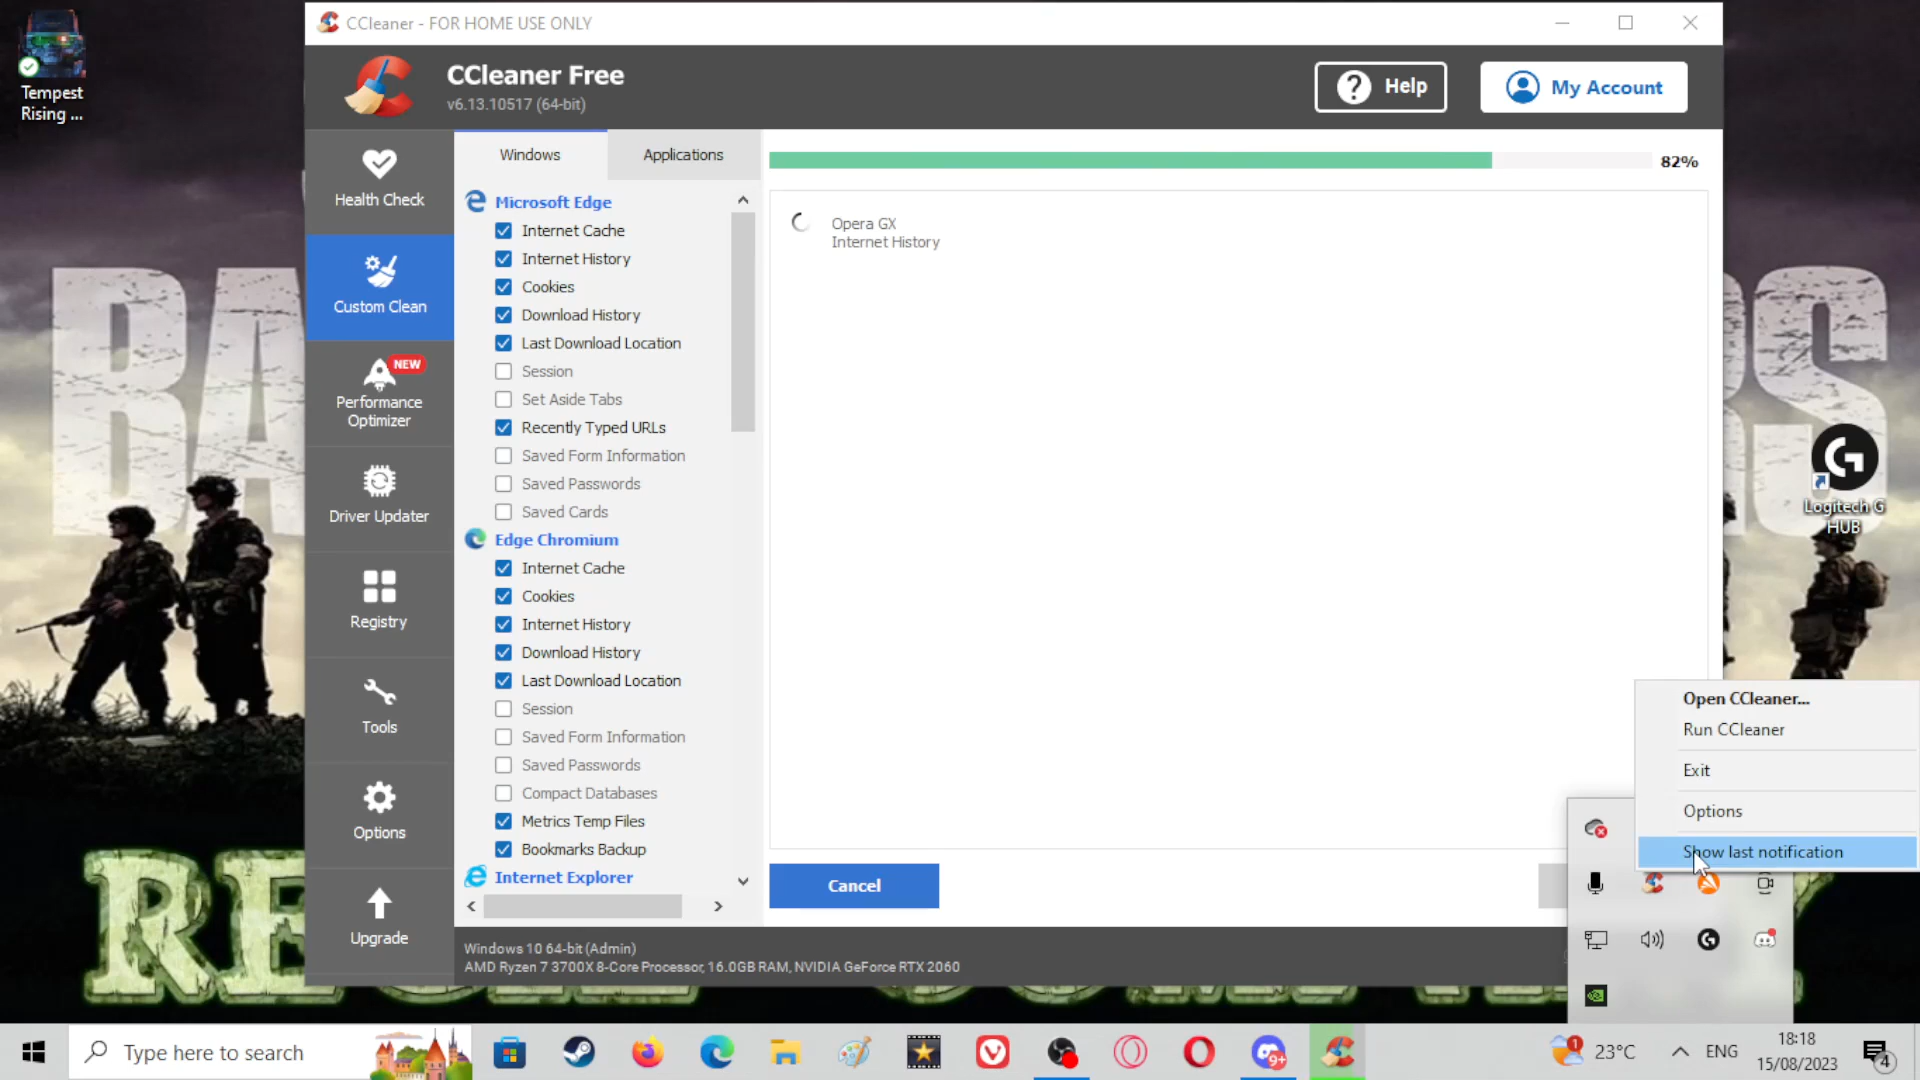 Tempest
Rising ...
CCleaner - FOR HOME USE ONLY
CCleaner Free
v6.13.10517 (64-bit)
Help
My Account
Health Check
Custom Clean
NEW
Performance
Optimizer
Driver Updater
Registry
Tools
Options
Upgrade
Windows
Applications
Microsoft Edge
Internet Cache
Internet History
Cookies
Download History
Last Download Location
Session
Set Aside Tabs
Recently Typed URLs
Saved Form Information
Saved Passwords
Saved Cards
Edge Chromium
Internet Cache
Cookies
Internet History
Download History
Last Download Location
Session
Saved Form Information
Saved Passwords
Compact Databases
Metrics Temp Files
Bookmarks Backup
Internet Explorer
82%
Opera GX
Internet History
Cancel
Windows 10 64-bit (Admin)
AMD Ryzen 7 3700X 8-Core Processor, 16.0GB RAM, NVIDIA GeForce RTX 2060
Logitech G
HUB
Open CCleaner...
Run CCleaner
Exit
Options
Show last notification
Type here to search
9+
1
23°C
ENG
18:18
15/08/2023
4